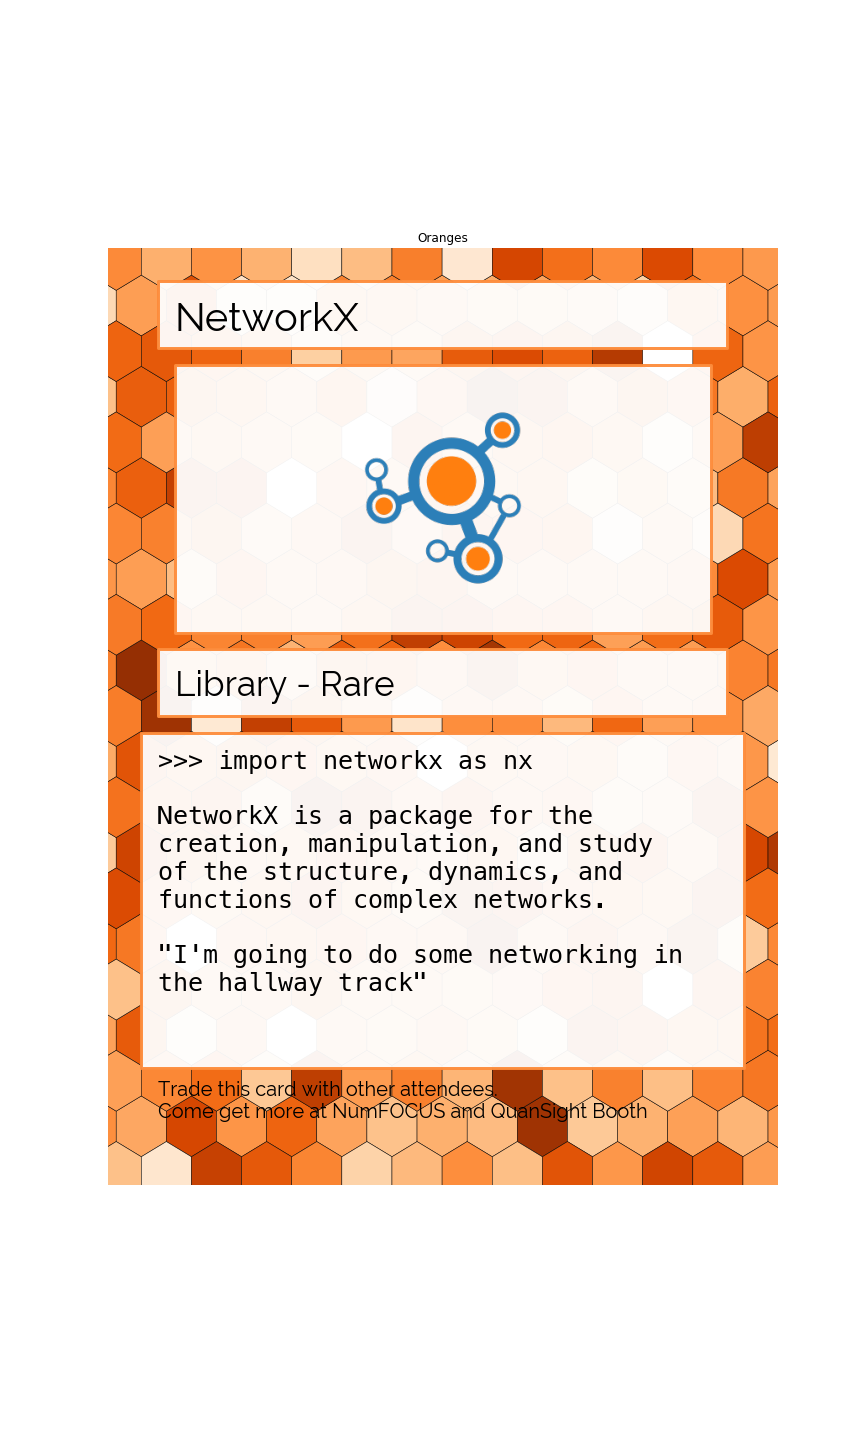 Oranges
NetworkX
Library - Rare
>>> import networkx as nx
NetworkX is a package for the
creation, manipulation, and study
of the structure, dynamics, and
functions of complex networks.
"I'm going to do some networking in
the hallway track"
Trade this card with other attendees.
Come get more at NumFOCUS and QuanSight Booth